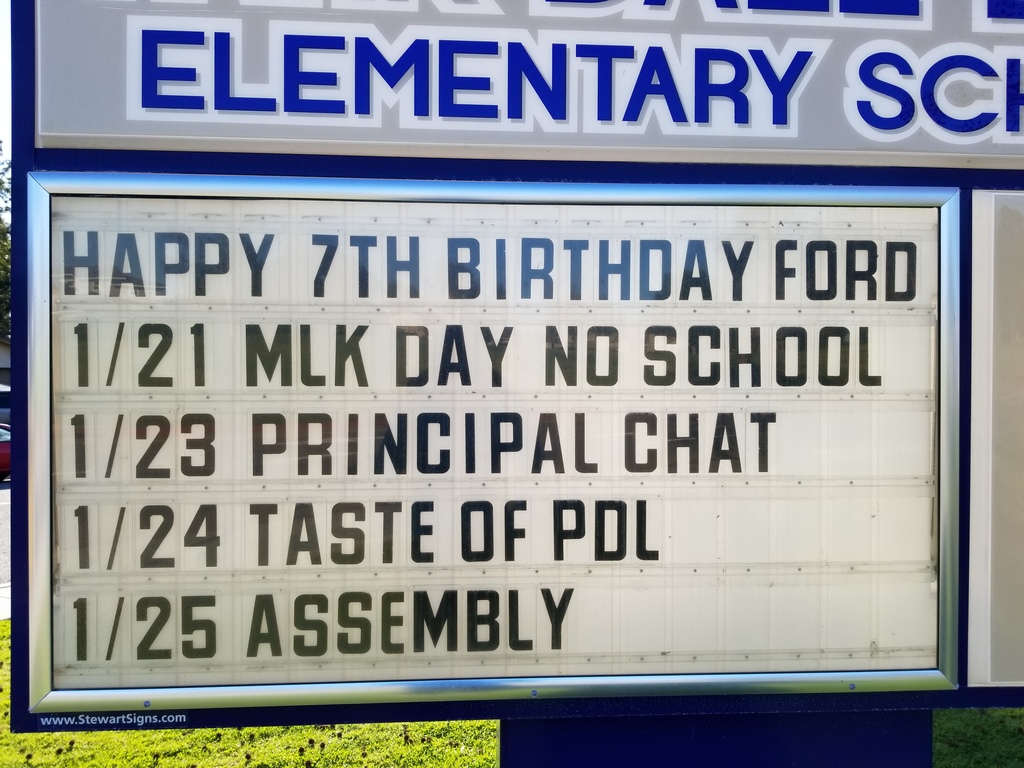 ELEMENTARY
HAPPY 7TH BIRTHDAY FORD
1/21 MLK DAY NO SCHOOL
1/23 PRINCIPAL CHAT
1/24 TASTE OF PDL
1/25 ASSEMBLY
www.StewartSigns.com